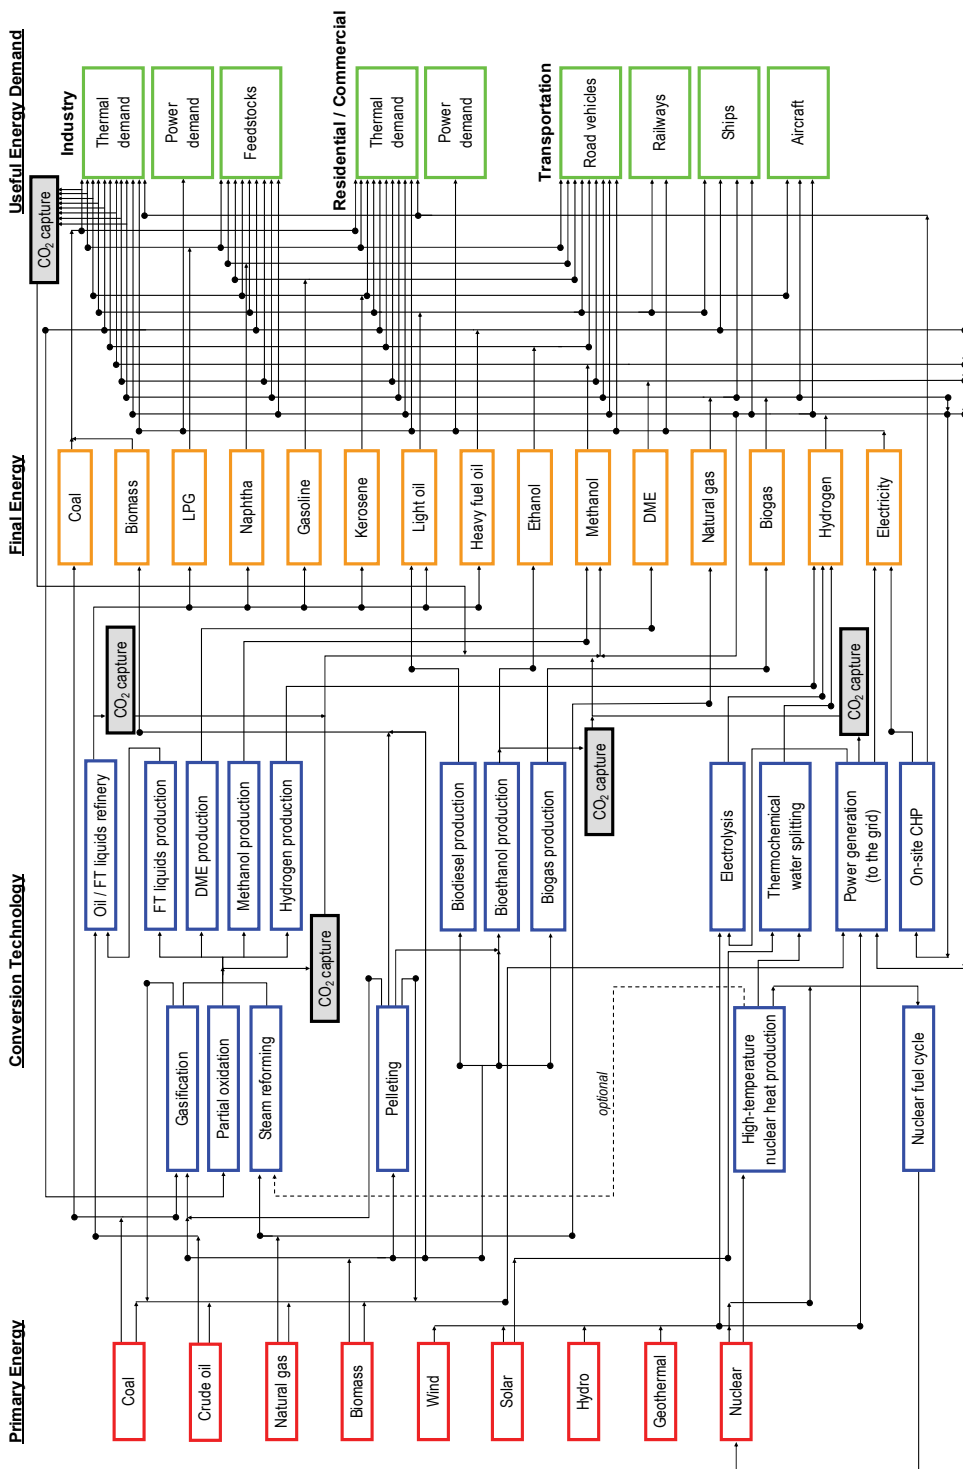 Primary Energy
Coal
Crude oil
Natural gas
Biomass
Wind
Solar
Hydro
Geothermal
Nuclear
Conversion Technology
Oil / FT liquids refinery
Gasification
Partial oxidation
Steam reforming
FT liquids production
DME production
Methanol production
Hydrogen production
CO₂ capture
CO₂ capture
Pelleting
Biodiesel production
Bioethanol production
Biogas production
CO₂ capture
optional
High-temperature
nuclear heat production
Electrolysis
Thermochemical
water splitting
Power generation
(to the grid)
CO₂ capture
On-site CHP
Nuclear fuel cycle
Final Energy
Coal
Biomass
LPG
Naphtha
Gasoline
Kerosene
Light oil
Heavy fuel oil
Ethanol
Methanol
DME
Natural gas
Biogas
Hydrogen
Electricity
Useful Energy Demand
CO₂ capture
Industry
Thermal
demand
Power
demand
Feedstocks
Residential / Commercial
Thermal
demand
Power
demand
Transportation
Road vehicles
Railways
Ships
Aircraft